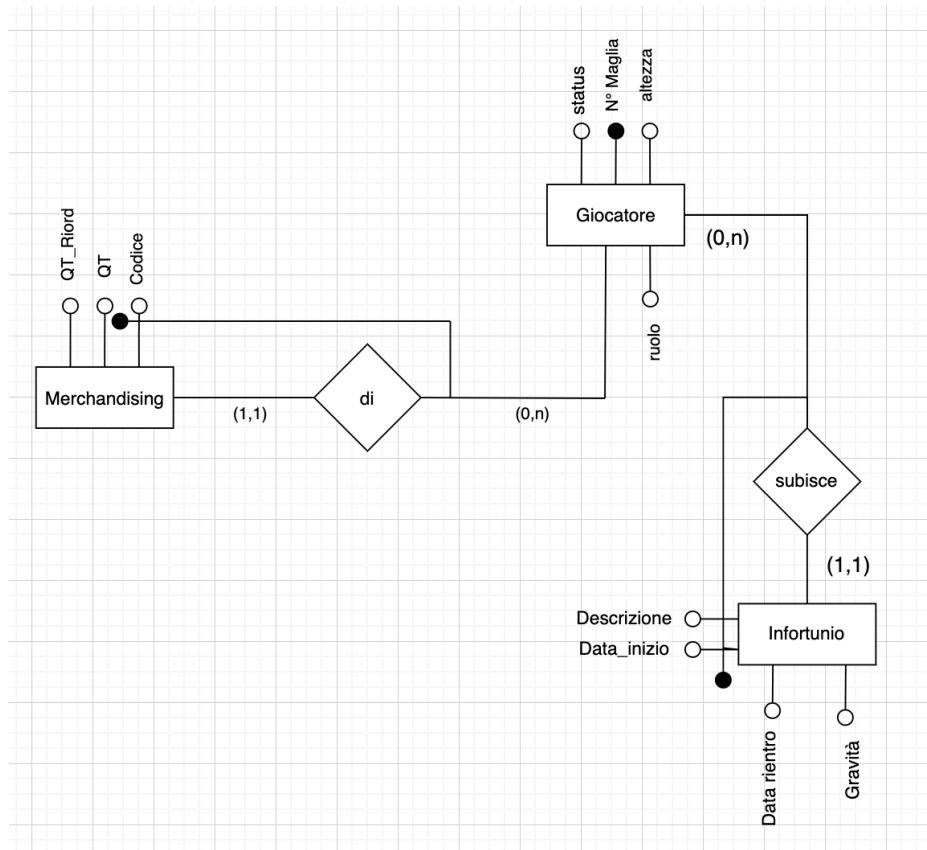 status
N° Maglia
altezza
Giocatore
(0,n)
ruolo
QT_Riord
QT
Codice
Merchandising
(1,1)
di
(0,n)
subisce
(1,1)
Descrizione
Data_inizio
Infortunio
Data rientro
Gravità